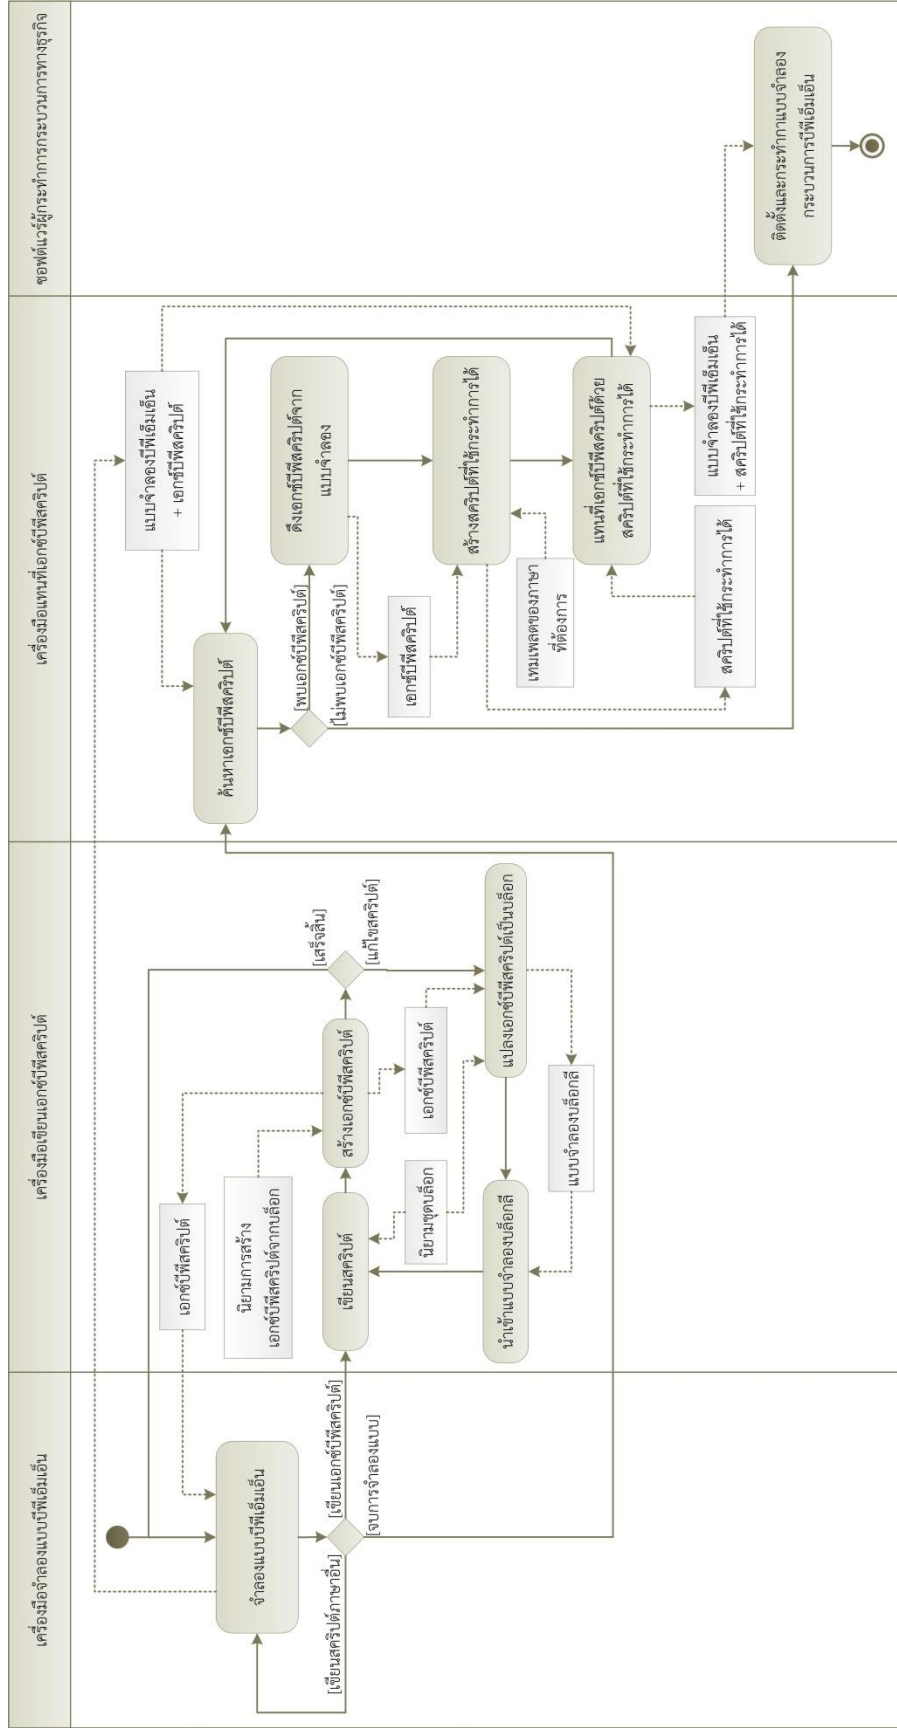 เครื่องมือจำลองแบบบีพีเอ็มเอ็น
เครื่องมือเขียนเอกซ์บีพีสคริปต์
เครื่องมือแทนที่เอกซ์บีพีสคริปต์
ซอฟต์แวร์ผู้กระทำการกระบวนการทางธุรกิจ
จำลองแบบบีพีเอ็มเอ็น
[เขียนสคริปต์ภาษาอื่น]
[เขียนเอกซ์บีพีสคริปต์]
[จบการจำลองแบบ]
เอกซ์บีพีสคริปต์
นิยามการสร้าง
เอกซ์บีพีสคริปต์จากบล็อก
เขียนสคริปต์
สร้างเอกซ์บีพีสคริปต์
[เสร็จสิ้น]
[แก้ไขสคริปต์]
นิยามชุดบล็อก
เอกซ์บีพีสคริปต์
นำเข้าแบบจำลองบล็อกลี
แปลงเอกซ์บีพีสคริปต์เป็นบล็อก
แบบจำลองบล็อกลี
แบบจำลองบีพีเอ็มเอ็น
+ เอกซ์บีพีสคริปต์
ค้นหาเอกซ์บีพีสคริปต์
[พบเอกซ์บีพีสคริปต์]
[ไม่พบเอกซ์บีพีสคริปต์]
ดึงเอกซ์บีพีสคริปต์จาก
แบบจำลอง
เอกซ์บีพีสคริปต์
สร้างสคริปต์ที่ใช้กระทำการได้
เทมเพลตของภาษา
ที่ต้องการ
แทนที่เอกซ์บีพีสคริปต์ด้วย
สคริปต์ที่ใช้กระทำการได้
สคริปต์ที่ใช้กระทำการได้
แบบจำลองบีพีเอ็มเอ็น
+ สคริปต์ที่ใช้กระทำการได้
ติดตั้งและกระทำกาแบบจำลอง
กระบวนการบีพีเอ็มเอ็น